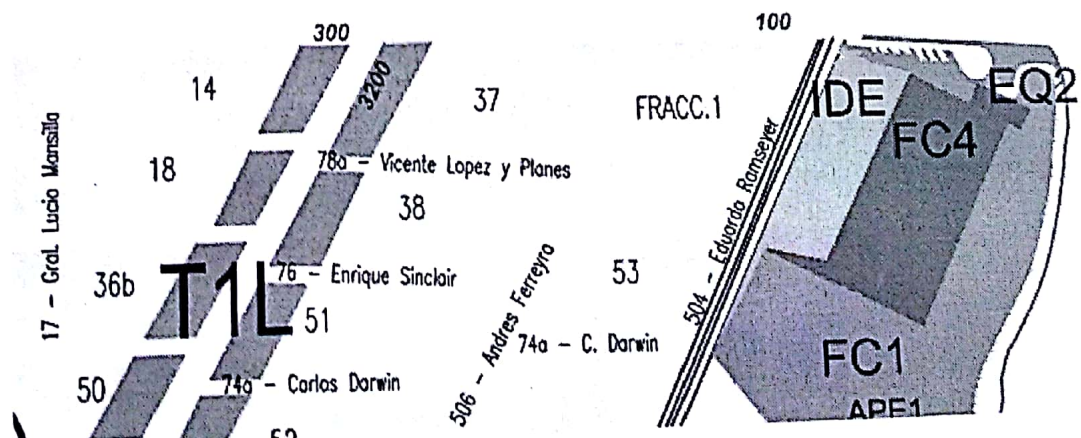 300
100
3200
14
37
FRACC.1
IDE
EQ2
FC4
17 - Gral. Lucio Mansilla
18
78a - Vicente Lopez y Planes
38
504 - Eduardo Ramseyer
36b
T1L
76 - Enrique Sinclair
53
51
506 - Andres Ferreyra
74a - C. Darwin
FC1
50
74a - Carlos Darwin
APE1